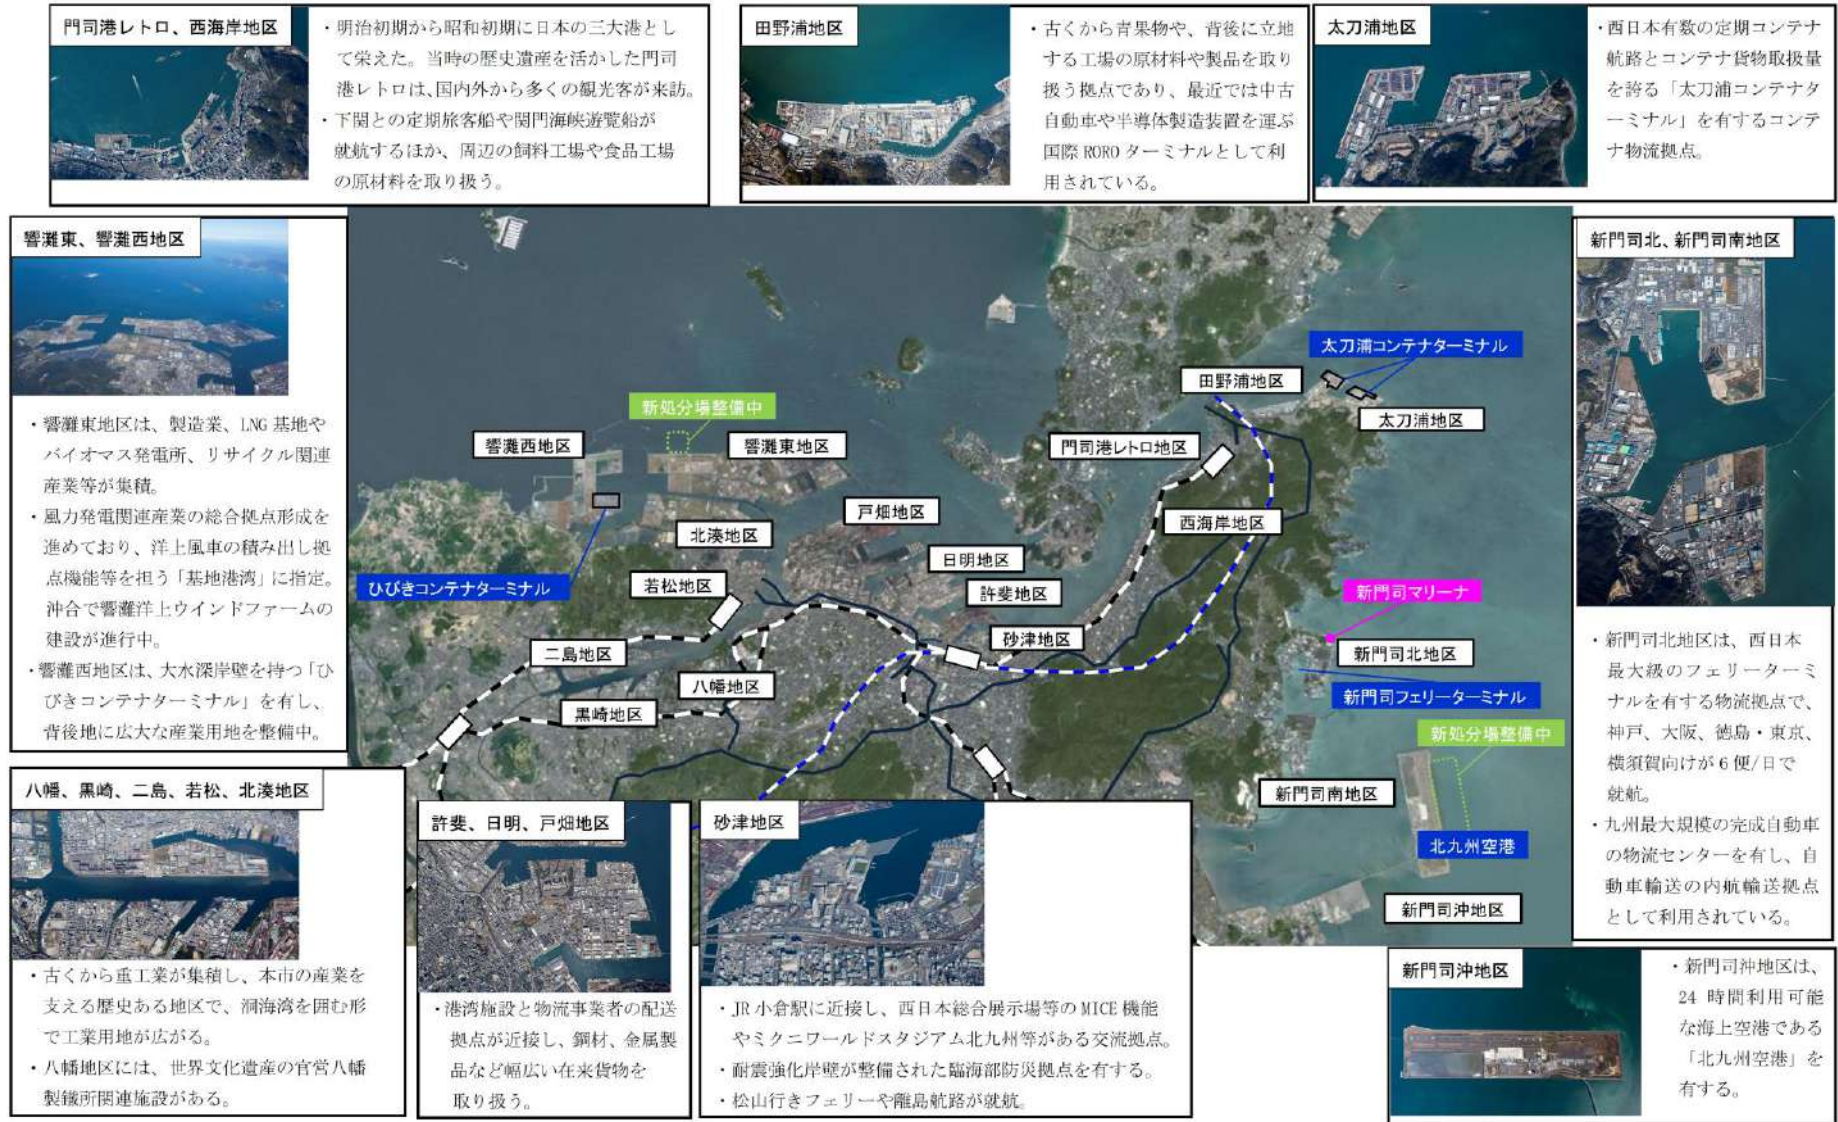 門司港レトロ、西海岸地区
・明治初期から昭和初期に日本の三大港とし
て栄えた。当時の歴史遺産を活かした門司
港レトロは、国内外から多くの観光客が来訪。
・下関との定期旅客船や関門海峡遊覧船が
就航するほか、周辺の飼料工場や食品工場
の原材料を取り扱う。
田野浦地区
・古くから青果物や、背後に立地
する工場の原材料や製品を取り
扱う拠点であり、最近では中古
自動車や半導体製造装置を運ぶ
国際 RORO ターミナルとして利
用されている。
太刀浦地区
・西日本有数の定期コンテナ
航路とコンテナ貨物取扱量
を誇る「太刀浦コンテナタ
ーミナル」を有するコンテ
ナ物流拠点。
響灘東、響灘西地区
・響灘東地区は、製造業、LNG 基地や
バイオマス発電所、リサイクル関連
産業等が集積。
・風力発電関連産業の総合拠点形成を
進めており、洋上風車の積み出し拠
点機能等を担う「基地港湾」に指定。
沖合で響灘洋上ウインドファームの
建設が進行中。
・響灘西地区は、大水深岸壁を持つ「ひ
びきコンテナターミナル」を有し、
背後地に広大な産業用地を整備中。
新門司北、新門司南地区
・新門司北地区は、西日本
最大級のフェリーターミ
ナルを有する物流拠点で、
神戸、大阪、徳島・東京、
横須賀向けが 6 便/日で
就航。
・九州最大規模の完成自動車
の物流センターを有し、自
動車輸送の内航輸送拠点
として利用されている。
太刀浦コンテナターミナル
田野浦地区
太刀浦地区
新処分場整備中
響灘西地区
響灘東地区
門司港レトロ地区
戸畑地区
西海岸地区
北湊地区
日明地区
ひびきコンテナターミナル
若松地区
許斐地区
新門司マリーナ
砂津地区
二島地区
新門司北地区
八幡地区
新門司フェリーターミナル
黒崎地区
新処分場整備中
新門司南地区
北九州空港
新門司沖地区
八幡、黒崎、二島、若松、北湊地区
・古くから重工業が集積し、本市の産業を
支える歴史ある地区で、洞海湾を囲む形
で工業用地が広がる。
・八幡地区には、世界文化遺産の官営八幡
製鐵所関連施設がある。
許斐、日明、戸畑地区
・港湾施設と物流事業者の配送
拠点が近接し、鋼材、金属製
品など幅広い在来貨物を
取り扱う。
砂津地区
・JR 小倉駅に近接し、西日本総合展示場等の MICE 機能
やミクニワールドスタジアム北九州等がある交流拠点。
・耐震強化岸壁が整備された臨海部防災拠点を有する。
・松山行きフェリーや離島航路が就航。
新門司沖地区
・新門司沖地区は、
24 時間利用可能
な海上空港である
「北九州空港」を
有する。